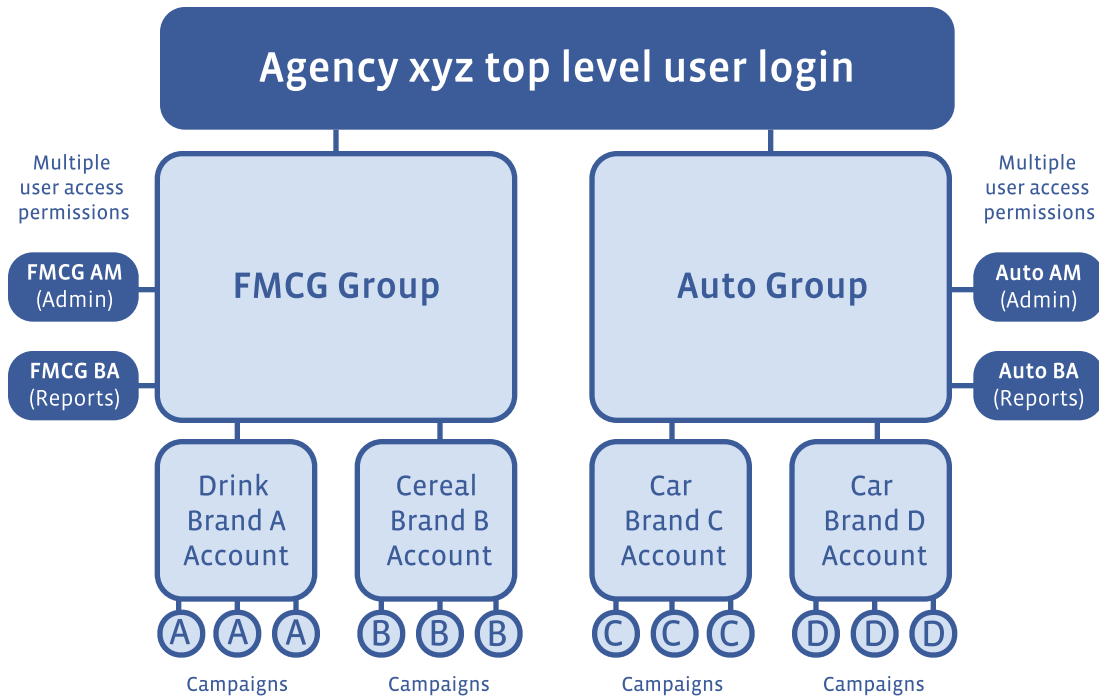 Agency xyz top level user login
Multiple
user access
permissions
FMCG AM
(Admin)
FMCG BA
(Reports)
FMCG Group
Auto Group
Multiple
user access
permissions
Auto AM
(Admin)
Auto BA
(Reports)
Drink
Brand A
Account
Cereal
Brand B
Account
Car
Brand C
Account
Car
Brand D
Account
A A A
B B B
C C C
D D D
Campaigns
Campaigns
Campaigns
Campaigns